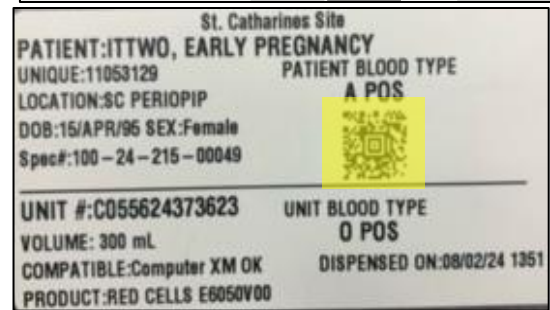 St. Catharines Site
PATIENT:ITTWO, EARLY PREGNANCY
UNIQUE:11053129 PATIENT BLOOD TYPE
LOCATION:SC PERIOPIP A POS
DOB:15/APR/95 SEX:Female
Spec#:100-24-215-00049
UNIT #:C055624373623 UNIT BLOOD TYPE
VOLUME: 300 mL O POS
COMPATIBLE:Computer XM OK DISPENSED ON:08/02/24 1351
PRODUCT:RED CELLS E6050V00